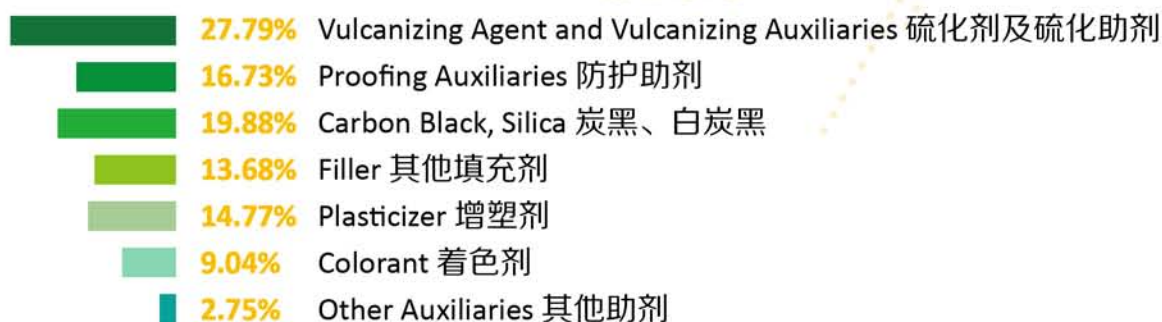 27.79% Vulcanizing Agent and Vulcanizing Auxiliaries 硫化剂及硫化助剂
16.73% Proofing Auxiliaries 防护助剂
19.88% Carbon Black, Silica 炭黑、白炭黑
13.68% Filler 其他填充剂
14.77% Plasticizer 增塑剂
9.04% Colorant 着色剂
2.75% Other Auxiliaries 其他助剂